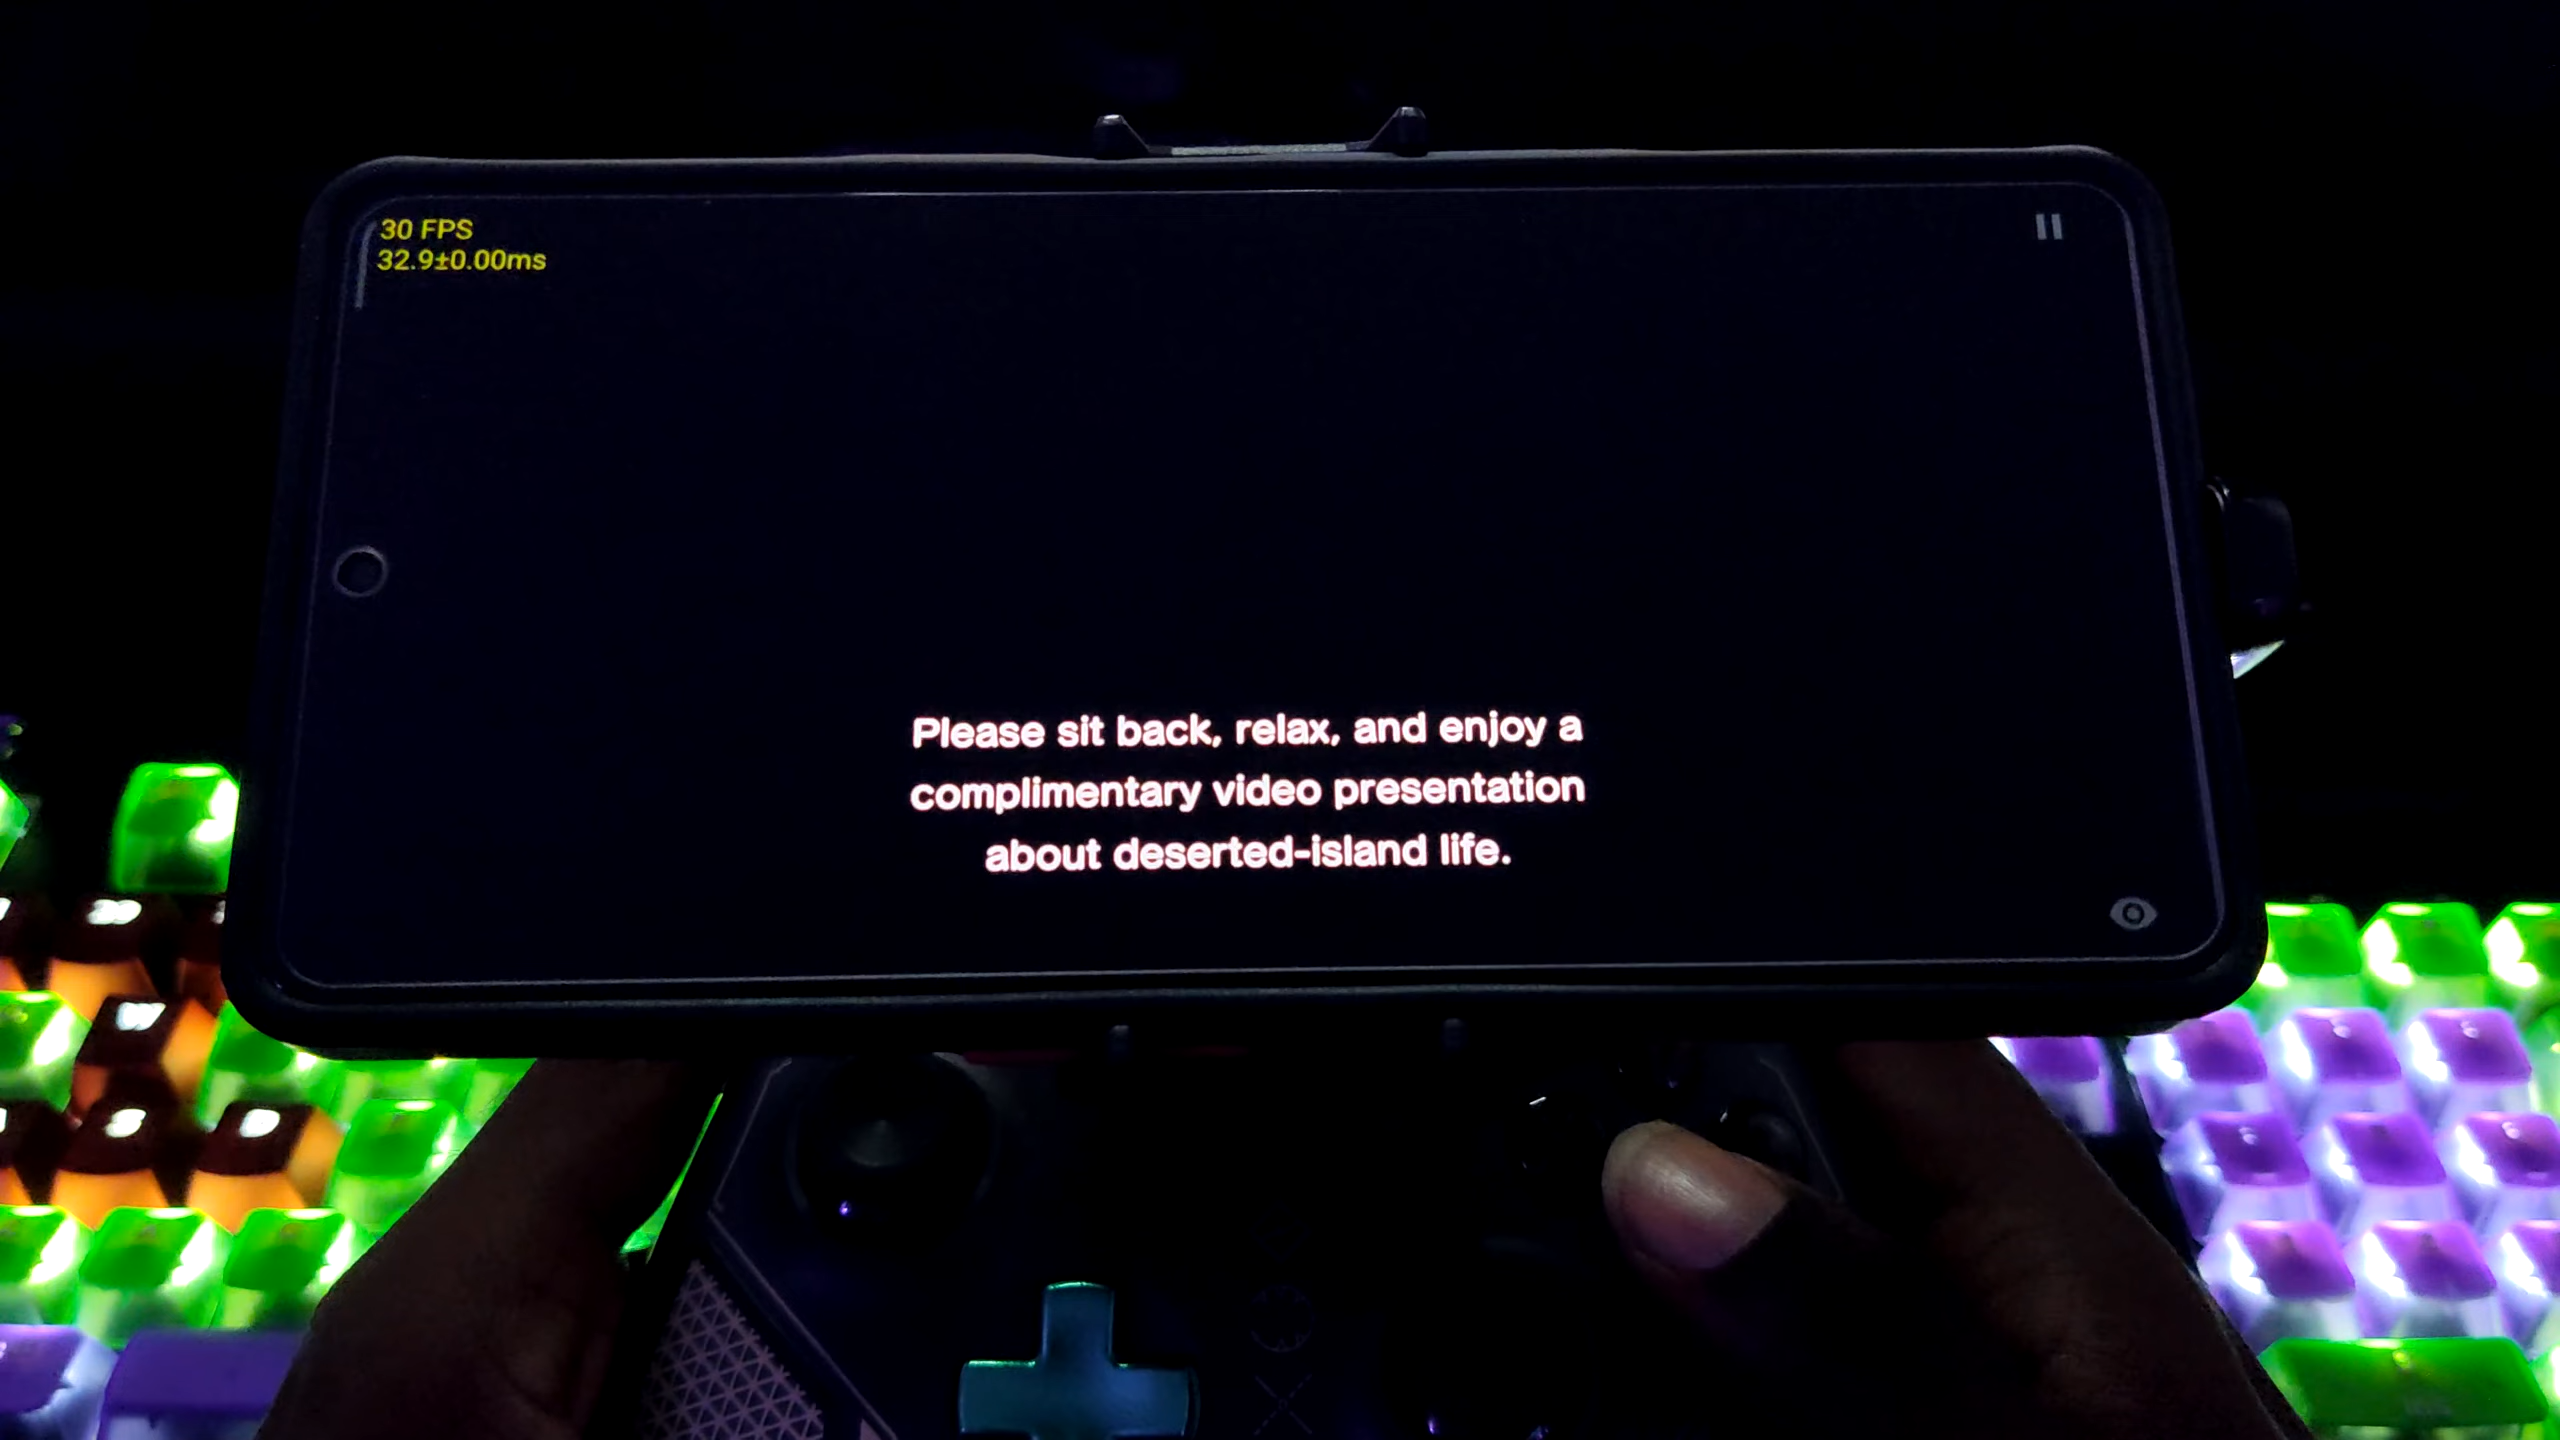 30 FPS
32.9±0.00ms
Please sit back, relax, and enjoy a
complimentary video presentation
about deserted-island life.
W
S
D